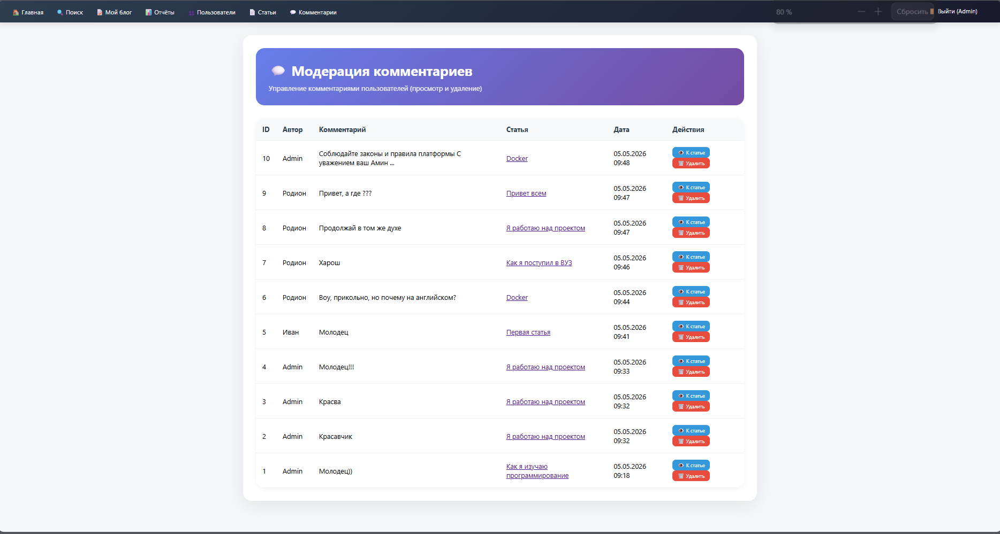 Главная Поиск Мой блог Отчёты Пользователи Статьи Комментарии 80 % Сбросить Выйти (Admin)
Модерация комментариев
Управление комментариями пользователей (просмотр и удаление)
ID Автор Комментарий Статья Дата Действия
10 Admin Соблюдайте законы и правила платформы С
уважением ваш Амин ...
Docker
05.05.2026
09:48
К статье
Удалить
9 Родион Привет, а где ??? Привет всем
05.05.2026
09:47
К статье
Удалить
8 Родион Продолжай в том же духе Я работаю над проектом
05.05.2026
09:47
К статье
Удалить
7 Родион Харош Как я поступил в ВУЗ
05.05.2026
09:46
К статье
Удалить
6 Родион Воу, прикольно, но почему на английском? Docker
05.05.2026
09:44
К статье
Удалить
5 Иван Молодец Первая статья
05.05.2026
09:41
К статье
Удалить
4 Admin Молодец!!! Я работаю над проектом
05.05.2026
09:33
К статье
Удалить
3 Admin Красва Я работаю над проектом
05.05.2026
09:32
К статье
Удалить
2 Admin Красавчик Я работаю над проектом
05.05.2026
09:32
К статье
Удалить
1 Admin Молодец))
Как я изучаю
программирование
05.05.2026
09:18
К статье
Удалить